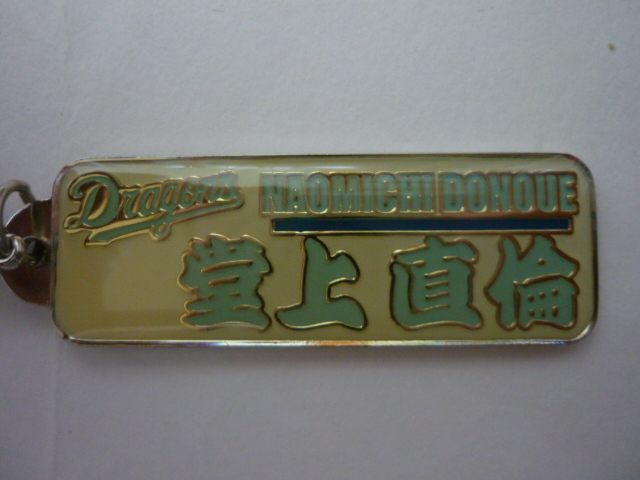 Dragons NAOMICHI DONOUE
堂上直倫